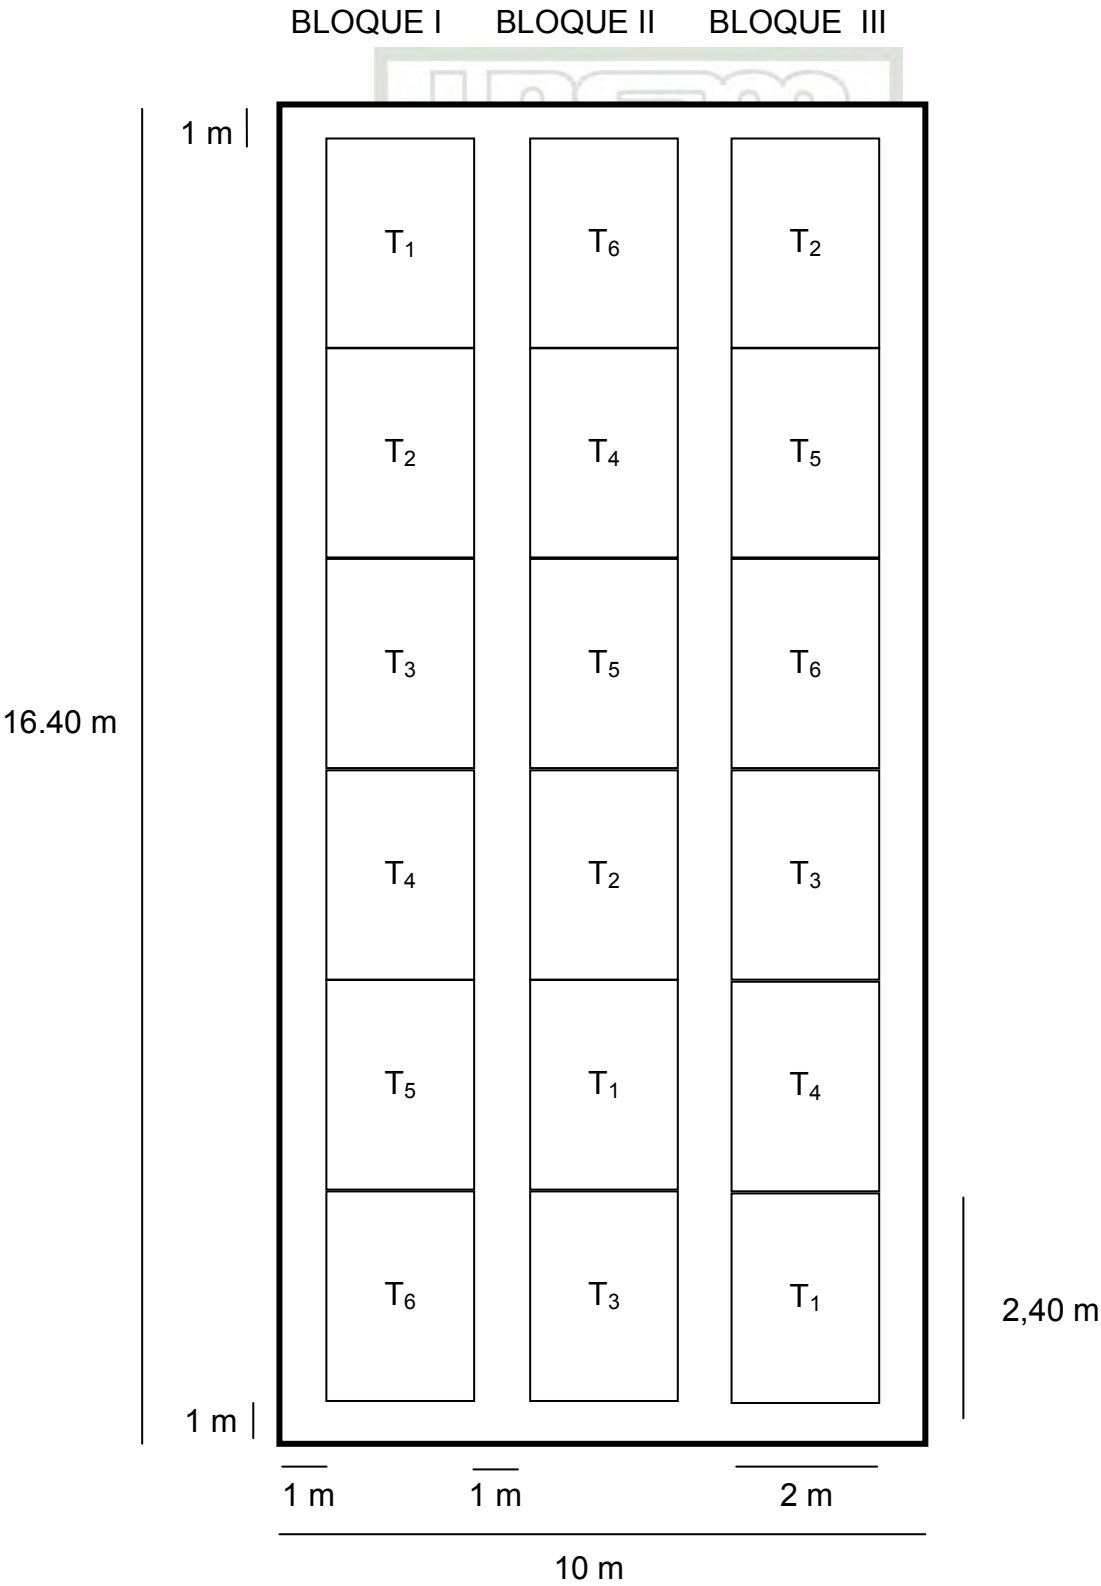 BLOQUE I BLOQUE II BLOQUE III
1 m
T₁ T₆ T₂
T₂ T₄ T₅
T₃ T₅ T₆
16.40 m
T₄ T₂ T₃
T₅ T₁ T₄
T₆ T₃ T₁
2,40 m
1 m
1 m 1 m 2 m
10 m